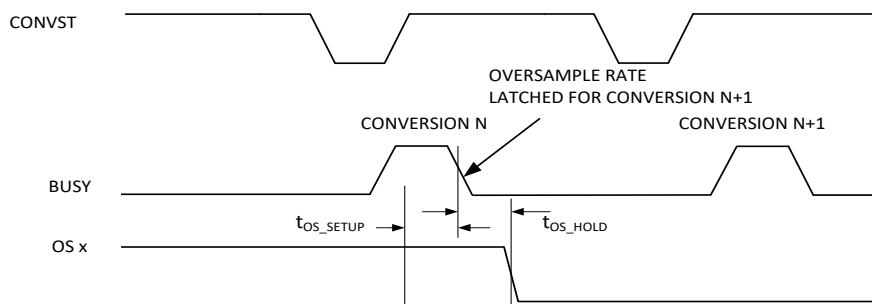 CONVST
OVERSAMPLE RATE
LATCHED FOR CONVERSION N+1
CONVERSION N
CONVERSION N+1
BUSY
tOS_SETUP
tOS_HOLD
OS x